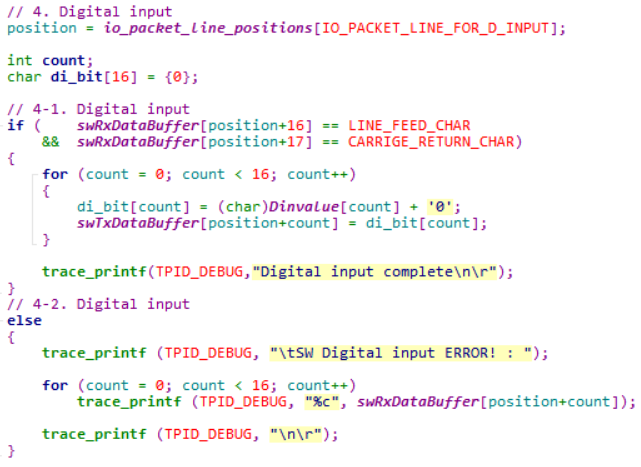 // 4. Digital input
position = io_packet_line_positions[IO_PACKET_LINE_FOR_D_INPUT];

int count;
char di_bit[16] = {0};

// 4-1. Digital input
if (    swRxDataBuffer[position+16] == LINE_FEED_CHAR
    &&  swRxDataBuffer[position+17] == CARRIGE_RETURN_CHAR)
{
    for (count = 0; count < 16; count++)
    {
        di_bit[count] = (char)Dinvalue[count] + '0';
        swTxDataBuffer[position+count] = di_bit[count];
    }

    trace_printf(TPID_DEBUG,"Digital input complete\n\r");
}
// 4-2. Digital input
else
{
    trace_printf (TPID_DEBUG, "\tSW Digital input ERROR! : ");

    for (count = 0; count < 16; count++)
        trace_printf (TPID_DEBUG, "%c", swRxDataBuffer[position+count]);

    trace_printf (TPID_DEBUG, "\n\r");
}